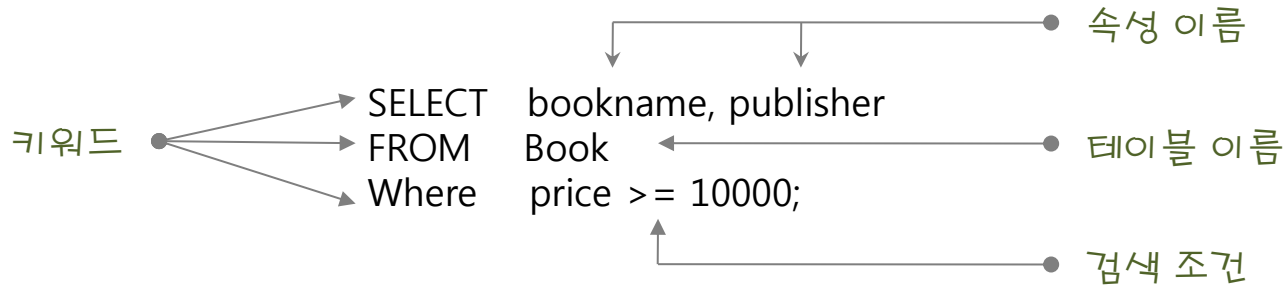 속성 이름
SELECT bookname, publisher
키워드
FROM Book
테이블 이름
Where price >= 10000;
검색 조건